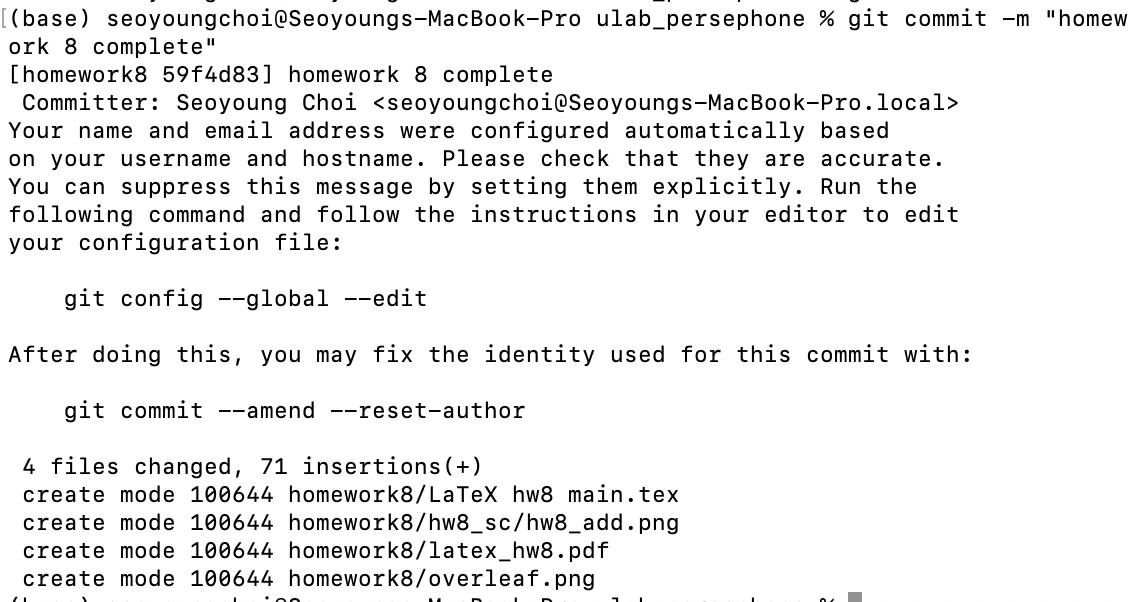 (base) seoyoungchoi@Seoyoungs-MacBook-Pro ulab_persephone % git commit -m "homew
ork 8 complete"
[homework8 59f4d83] homework 8 complete
 Committer: Seoyoung Choi <seoyoungchoi@Seoyoungs-MacBook-Pro.local>
Your name and email address were configured automatically based
on your username and hostname. Please check that they are accurate.
You can suppress this message by setting them explicitly. Run the
following command and follow the instructions in your editor to edit
your configuration file:

    git config --global --edit

After doing this, you may fix the identity used for this commit with:

    git commit --amend --reset-author

 4 files changed, 71 insertions(+)
 create mode 100644 homework8/LaTeX hw8 main.tex
 create mode 100644 homework8/hw8_sc/hw8_add.png
 create mode 100644 homework8/latex_hw8.pdf
 create mode 100644 homework8/overleaf.png